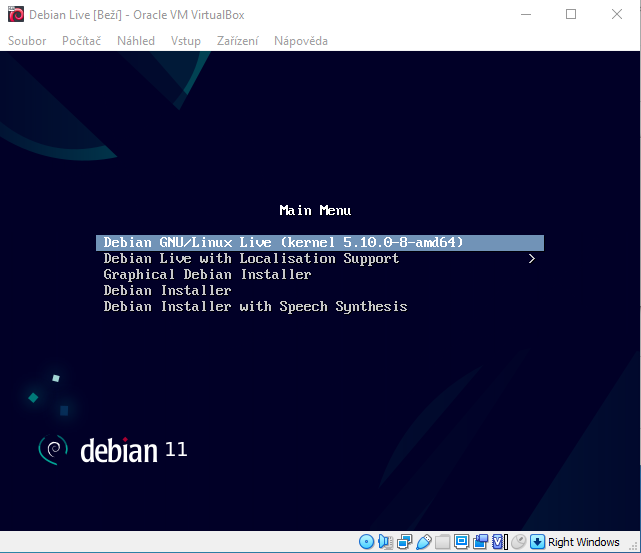 Debian Live [Beží] - Oracle VM VirtualBox
Soubor Počítač Náhled Vstup Zařízení Nápověda
Main Menu
Debian GNU/Linux Live (kernel 5.10.0-8-amd64)
Debian Live with Localisation Support >
Graphical Debian Installer
Debian Installer
Debian Installer with Speech Synthesis
debian 11
Right Windows